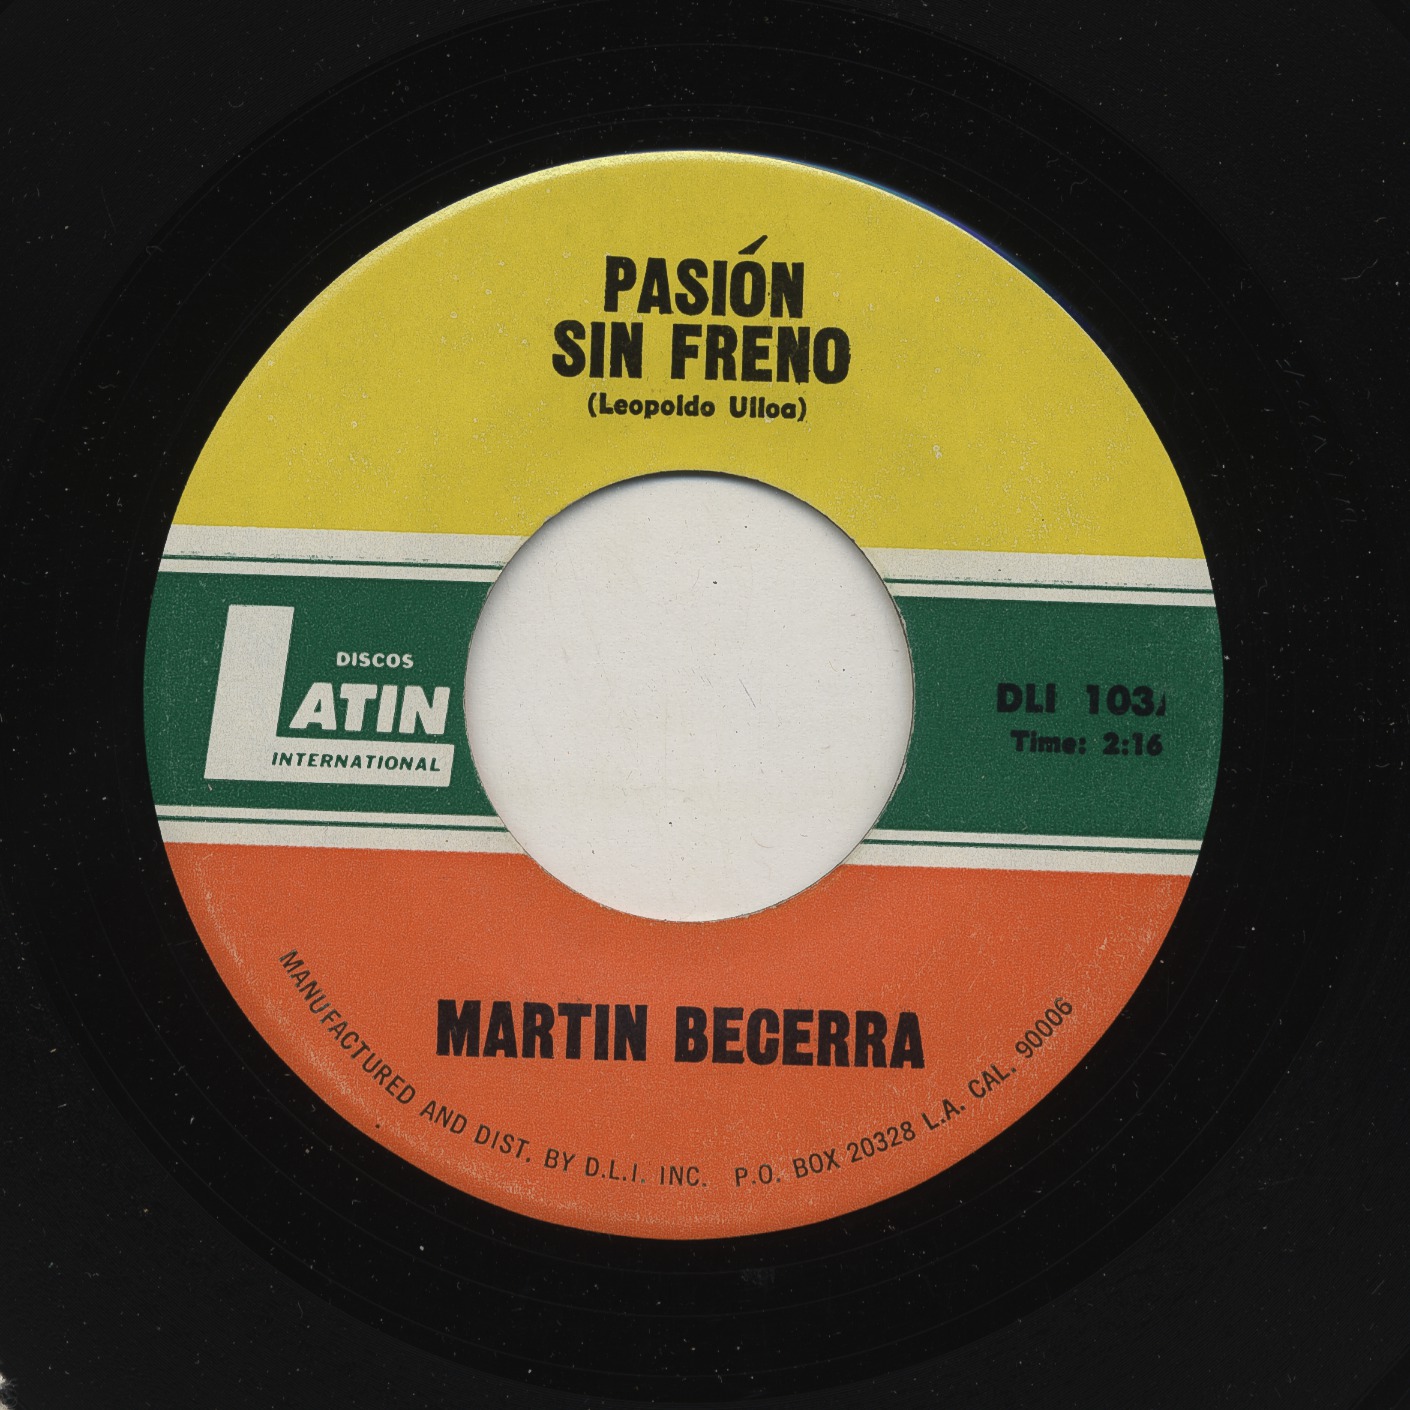 PASIÓN
SIN FRENO
(Leopoldo Ulloa)
DISCOS
LATIN
INTERNATIONAL
DLI
Time: 2:16
MARTIN BECERRA
MANUFACTURED AND DIST. BY D.L.I. INC. P.O. BOX 20328 L.A. CAL. 90006